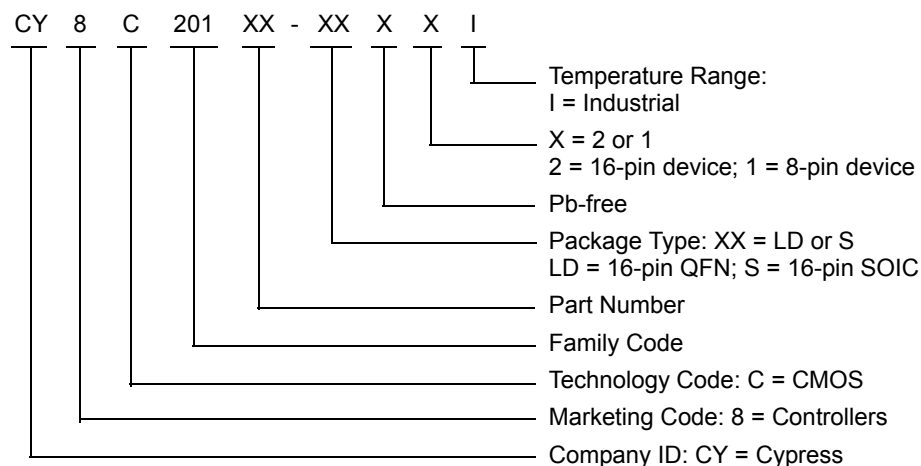 CY 8 C 201 XX - XX X X I
Temperature Range:
I = Industrial
X = 2 or 1
2 = 16-pin device; 1 = 8-pin device
Pb-free
Package Type: XX = LD or S
LD = 16-pin QFN; S = 16-pin SOIC
Part Number
Family Code
Technology Code: C = CMOS
Marketing Code: 8 = Controllers
Company ID: CY = Cypress